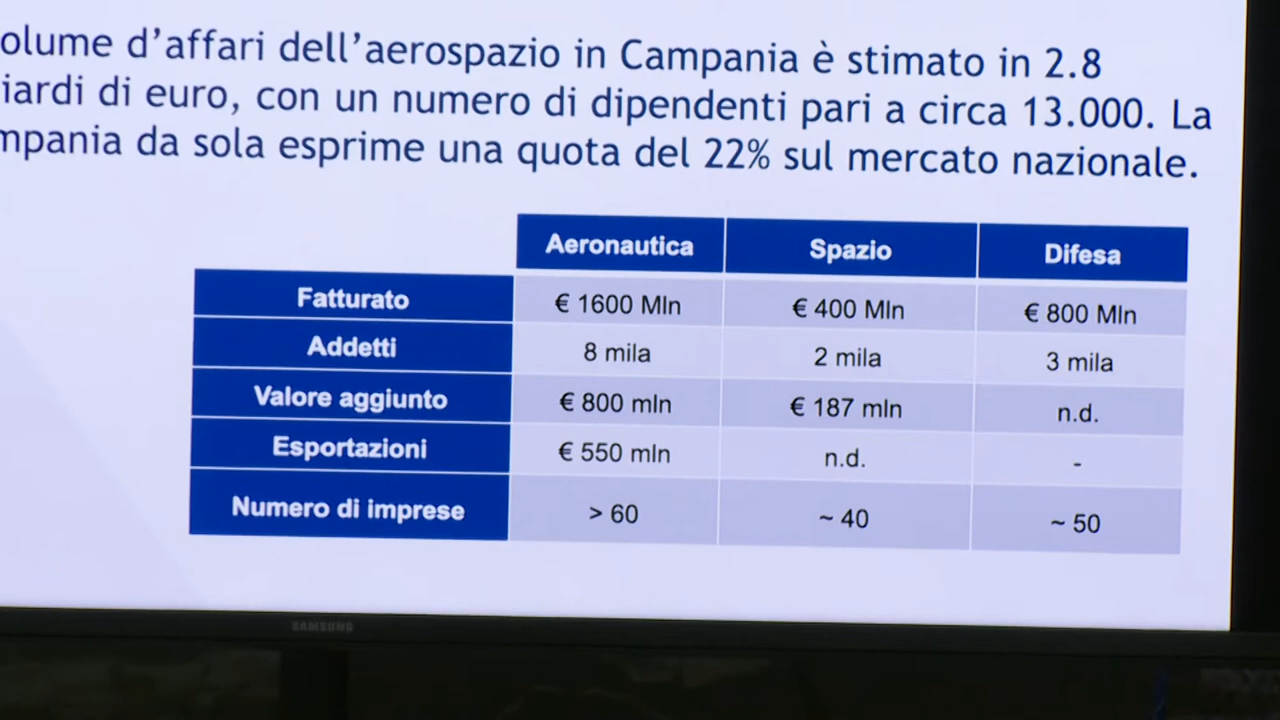 olume d'affari dell'aerospazio in Campania è stimato in 2.8
iardi di euro, con un numero di dipendenti pari a circa 13.000. La
mpania da sola esprime una quota del 22% sul mercato nazionale.
Aeronautica Spazio Difesa
Fatturato € 1600 Mln € 400 Mln € 800 Mln
Addetti 8 mila 2 mila 3 mila
Valore aggiunto € 800 mln € 187 mln n.d.
Esportazioni € 550 mln n.d. -
Numero di imprese > 60 ~ 40 ~ 50
SAMSUNG